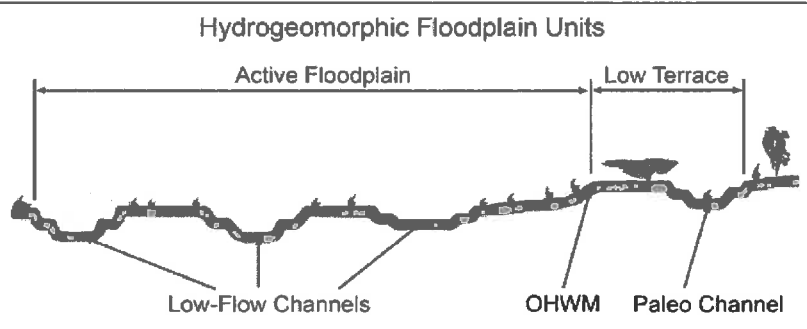 Hydrogeomorphic Floodplain Units
Active Floodplain
Low Terrace
Low-Flow Channels
OHWM
Paleo Channel